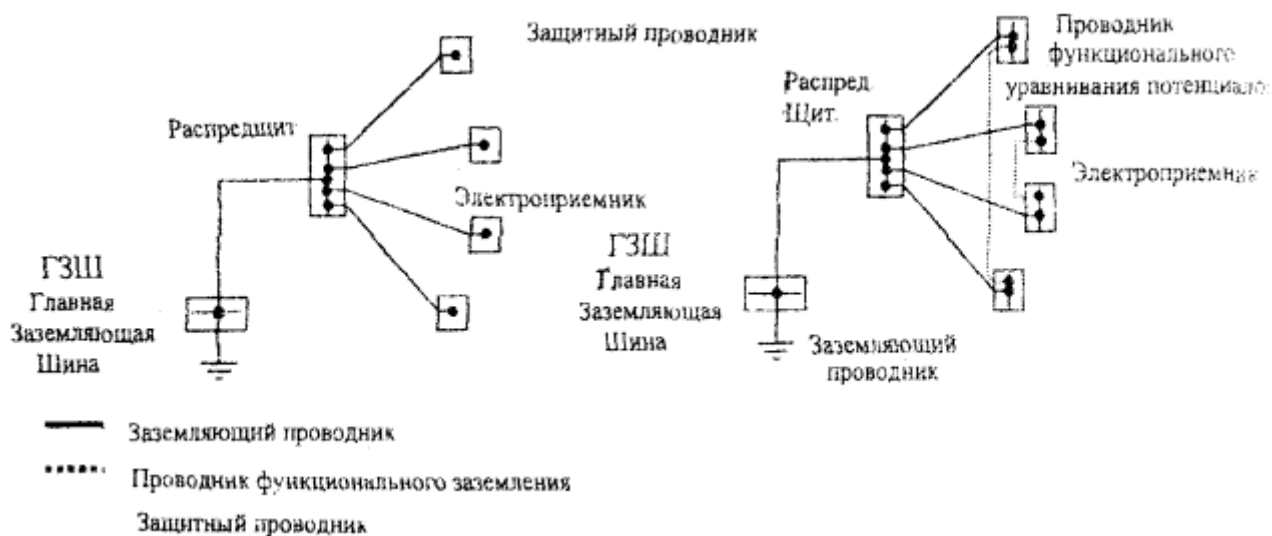 Защитный проводник
Распредщит
Электроприемник
ГЗШ
Главная
Заземляющая
Шина
Проводник
функционального
уравнивания потенциало
Распред.
Щит.
Электроприемник
ГЗШ
Главная
Заземляющая
Шина
Заземляющий
проводник
Заземляющий проводник
Проводник функционального заземления
Защитный проводник